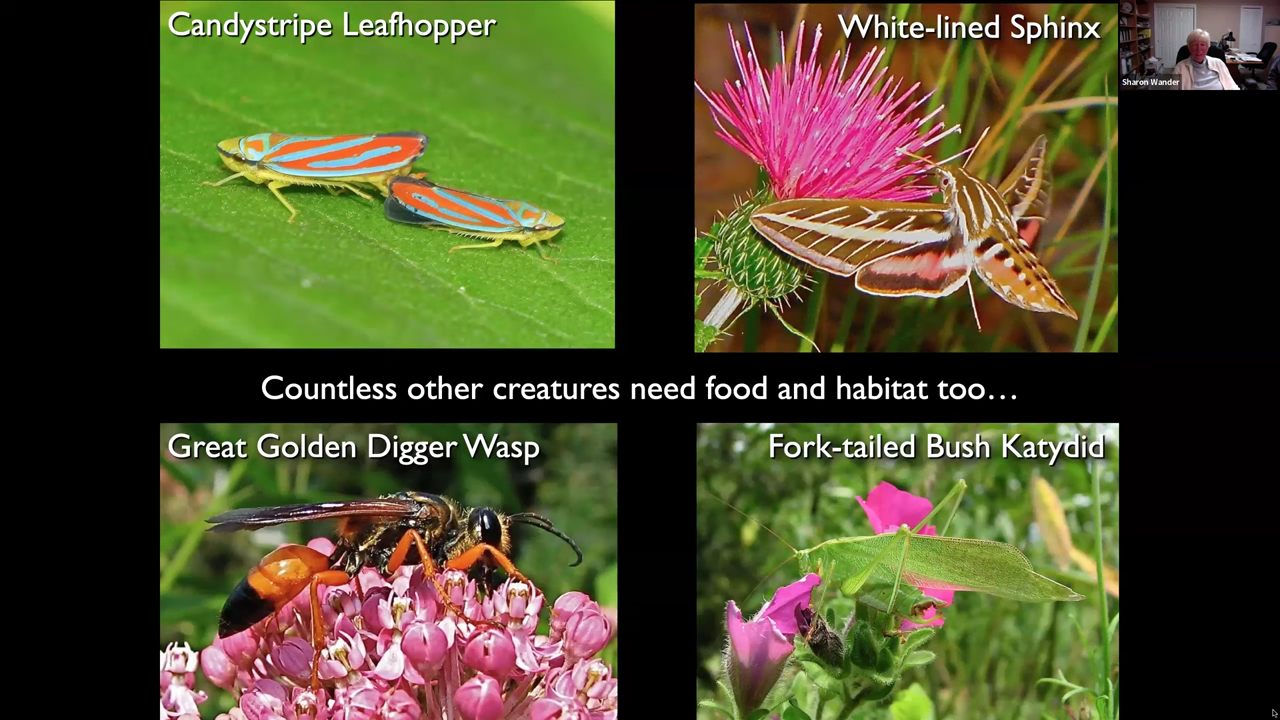 Candystripe Leafhopper
White-lined Sphinx
Sharon Wander
Countless other creatures need food and habitat too…
Great Golden Digger Wasp
Fork-tailed Bush Katydid